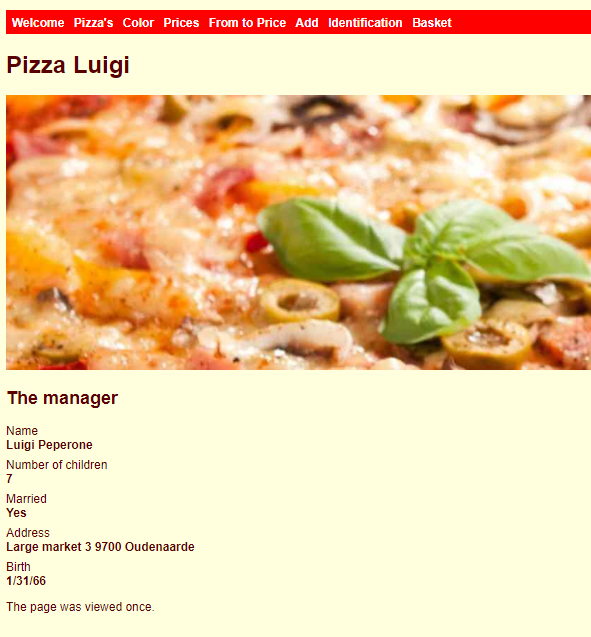 Welcome Pizza's Color Prices From to Price Add Identification Basket
Pizza Luigi
The manager
Name
Luigi Peperone
Number of children
7
Married
Yes
Address
Large market 3 9700 Oudenaarde
Birth
1/31/66
The page was viewed once.